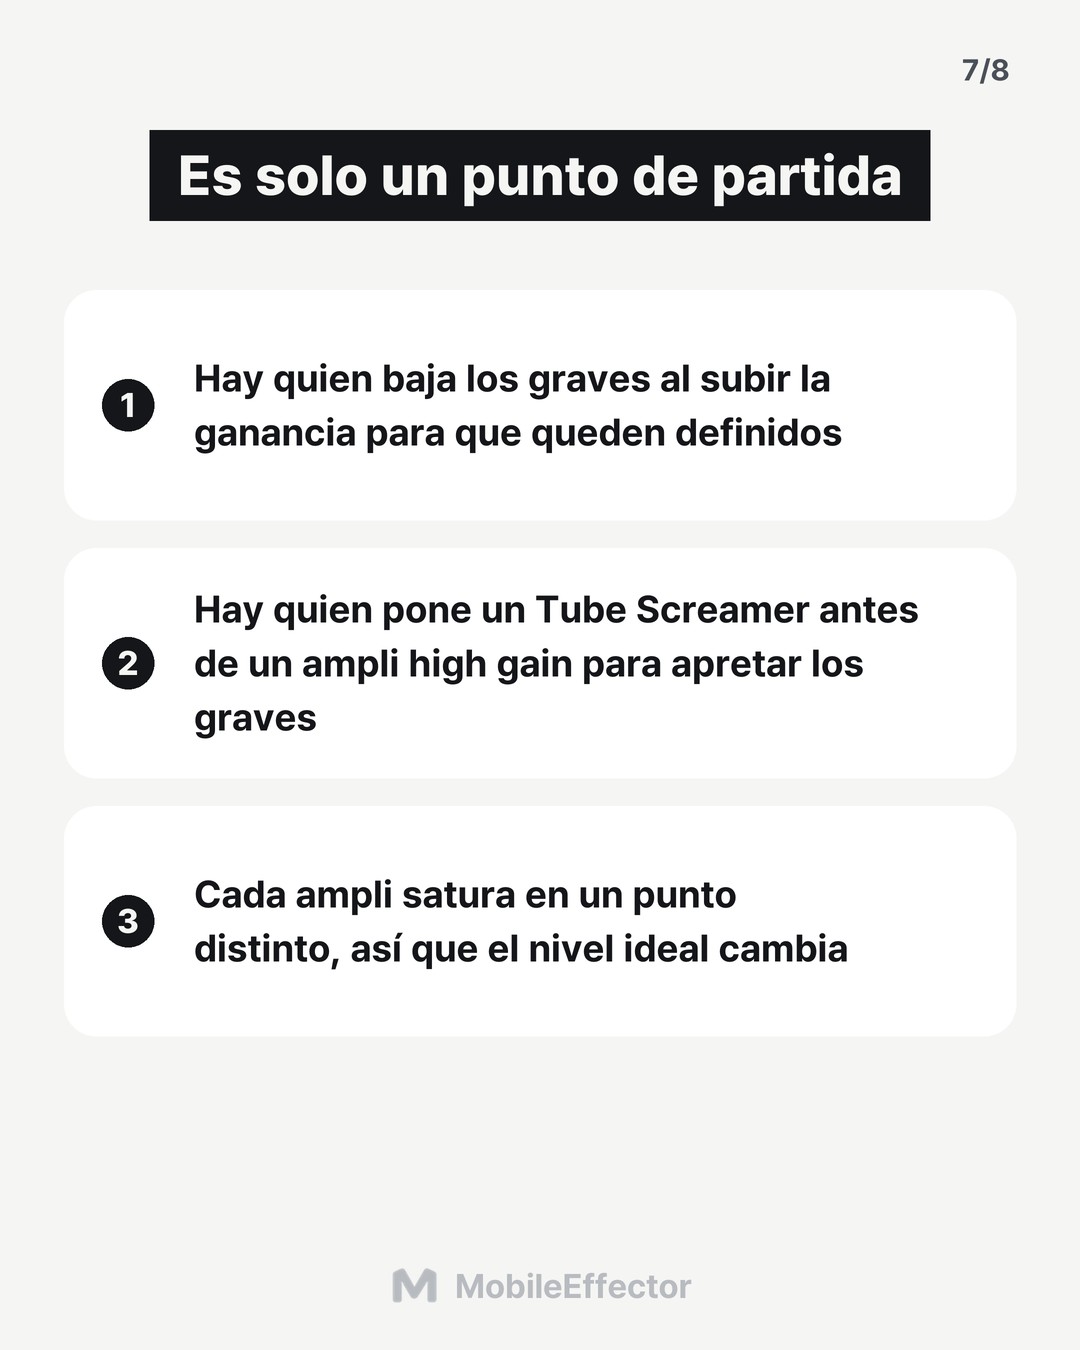 7/8
Es solo un punto de partida
1
Hay quien baja los graves al subir la
ganancia para que queden definidos
2
Hay quien pone un Tube Screamer antes
de un ampli high gain para apretar los
graves
3
Cada ampli satura en un punto
distinto, así que el nivel ideal cambia
MobileEffector